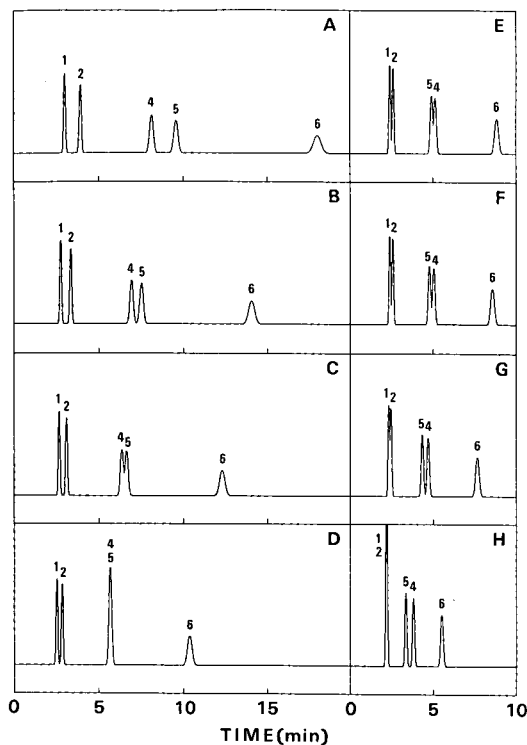 A
1 2 4 5 6
E
1 2 5 4 6
B
1 2 4 5 6
F
1 2 5 4 6
C
1 2 4 5 6
G
1 2 5 4 6
D
1 2 4 5 6
H
1 2 5 4 6
0 5 10 15 0 5 10
TIME(min)